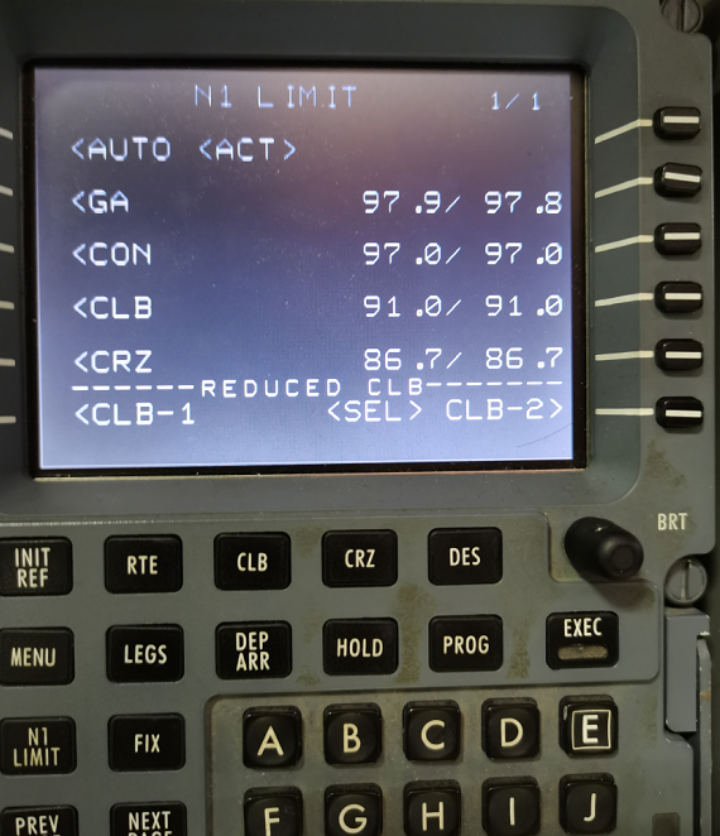 N1 LIMIT 1/1
<AUTO <ACT>
<GA 97.9/ 97.8
<CON 97.0/ 97.0
<CLB 91.0/ 91.0
<CRZ 86.7/ 86.7
------REDUCED CLB-------
<CLB-1 <SEL> CLB-2>
BRT
INIT REF RTE CLB CRZ DES
MENU LEGS DEP ARR HOLD PROG EXEC
N1 LIMIT FIX A B C D E
PREV NEXT F G H I J